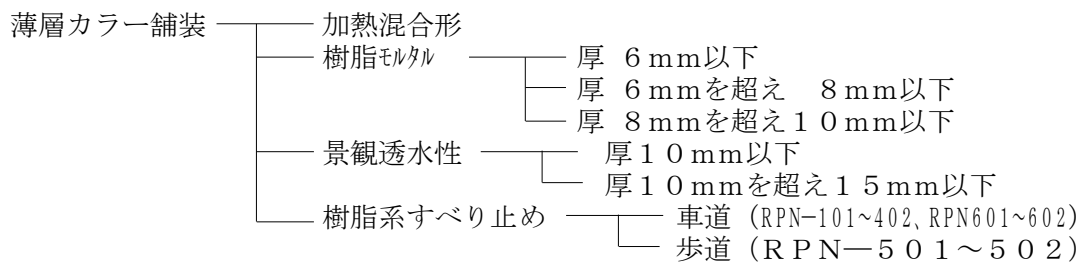 薄層カラー舗装 加熱混合形
樹脂ﾓﾙﾀﾙ 厚 6mm以下
厚 6mmを超え 8mm以下
厚 8mmを超え10mm以下
景観透水性 厚10mm以下
厚10mmを超え15mm以下
樹脂系すべり止め 車道(RPN―101~402、RPN601~602)
歩道(RPN―501~502)